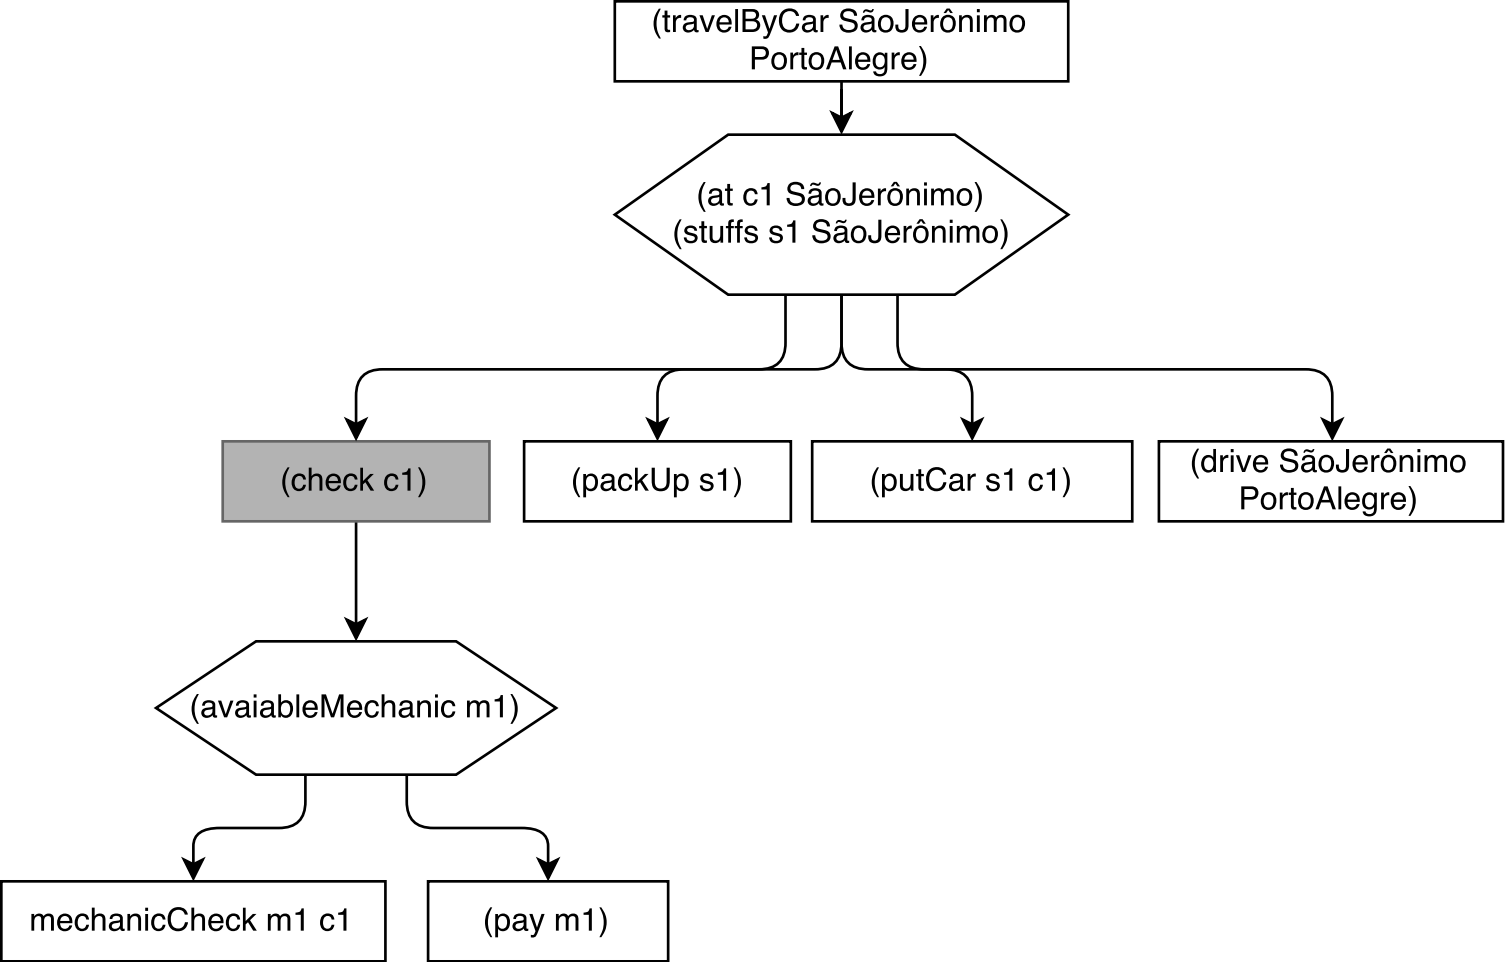 (travelByCar SãoJerônimo
PortoAlegre)
(at c1 SãoJerônimo)
(stuffs s1 SãoJerônimo)
(check c1)
(packUp s1)
(putCar s1 c1)
(drive SãoJerônimo
PortoAlegre)
(avaiableMechanic m1)
mechanicCheck m1 c1
(pay m1)